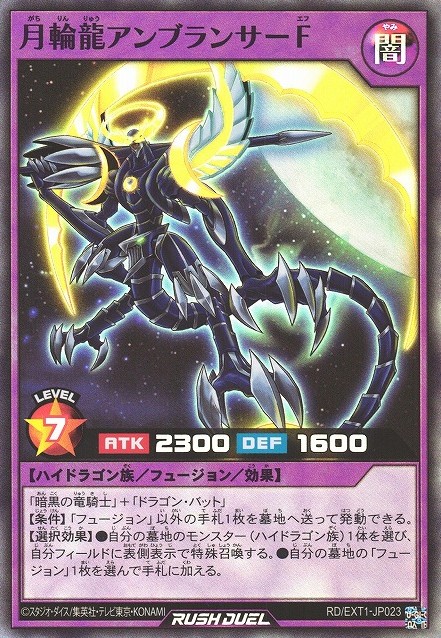 月輪龍アンブランサーF
闇
LEVEL
7
ATK 2300 DEF 1600
【ハイドラゴン族/フュージョン/効果】
「暗黒の竜騎士」+「ドラゴン・バット」
【条件】「フュージョン」以外の手札1枚を墓地へ送って発動できる。
【選択効果】●自分の墓地のモンスター(ハイドラゴン族)1体を選び、
自分フィールドに表側表示で特殊召喚する。●自分の墓地の「フュー
ジョン」1枚を選んで手札に加える。
©スタジオ・ダイス/集英社・テレビ東京・KONAMI
RUSH DUEL
RD/EXT1-JP023